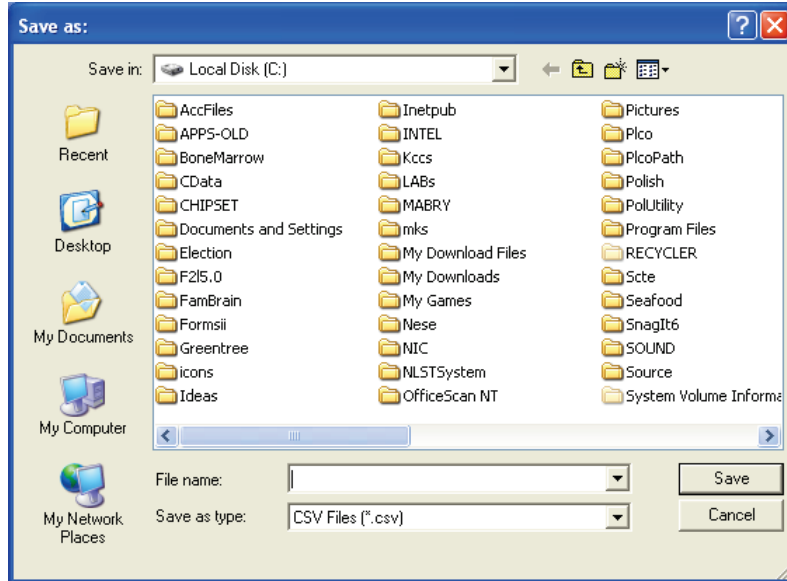 Save as:
Save in: Local Disk (C:)
Recent
Desktop
My Documents
My Computer
My Network
Places
AccFiles
APPS-OLD
BoneMarrow
CData
CHIPSET
Documents and Settings
Election
F2I5.0
FamBrain
Formsii
Greentree
icons
Ideas
Inetpub
INTEL
Kccs
LABs
MABRY
mks
My Download Files
My Downloads
My Games
Nese
NIC
NLSTSystem
OfficeScan NT
Pictures
Plco
PlcoPath
Polish
PolUtility
Program Files
RECYCLER
Scte
Seafood
SnagIt6
SOUND
Source
System Volume Informa
File name:
Save
Save as type: CSV Files (*.csv)
Cancel